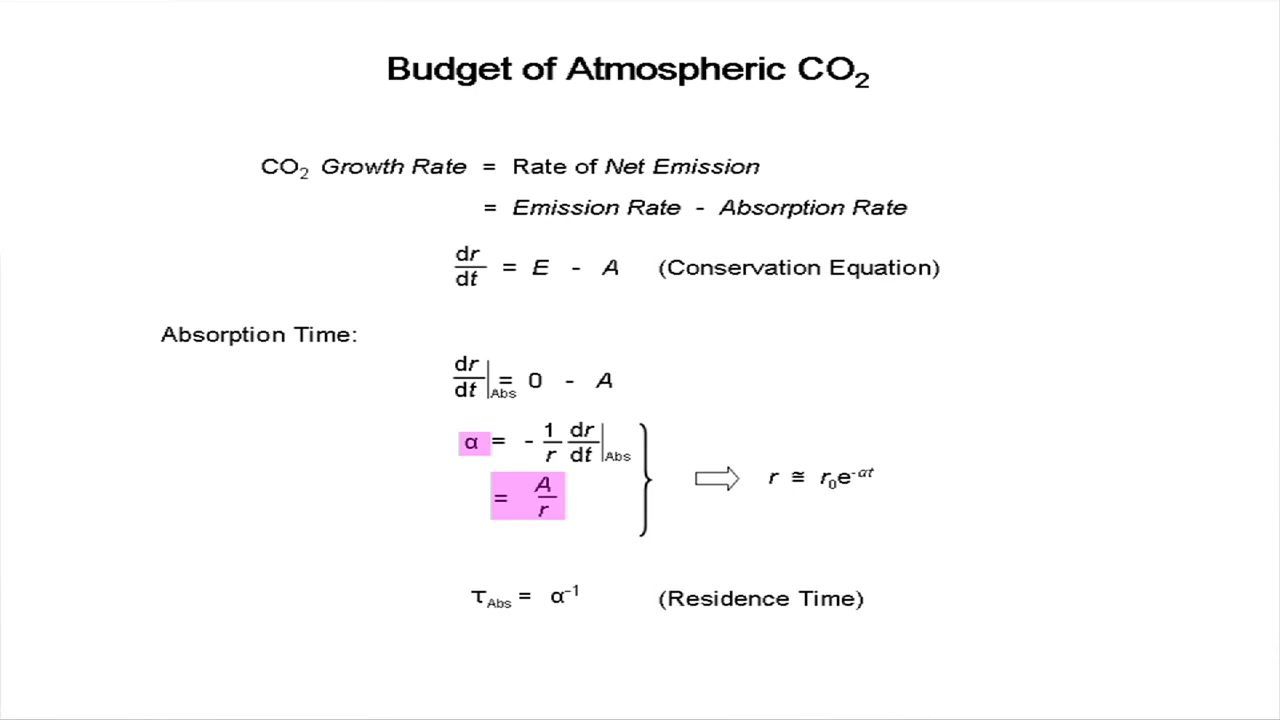 Budget of Atmospheric CO₂
CO₂ Growth Rate = Rate of Net Emission
= Emission Rate - Absorption Rate
dr/dt = E - A (Conservation Equation)
Absorption Time:
dr/dt|Abs = 0 - A
α = - 1/r dr/dt|Abs
= A/r
⇨ r ≅ r₀e^-αt
τAbs = α⁻¹ (Residence Time)